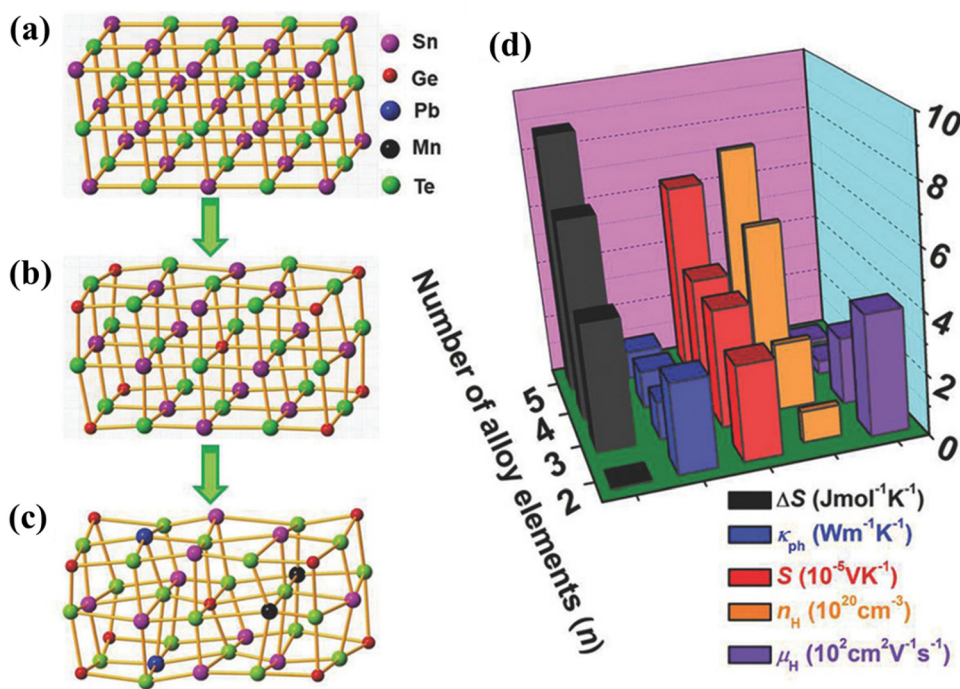 (a)
Sn
Ge
Pb
Mn
Te
(b)
(c)
(d)
10
8
6
4
2
0
5
4
3
2
Number of alloy elements (n)
ΔS (Jmol⁻¹K⁻¹)
κph (Wm⁻¹K⁻¹)
S (10⁻⁵VK⁻¹)
nH (10²⁰cm⁻³)
μH (10²cm²V⁻¹s⁻¹)